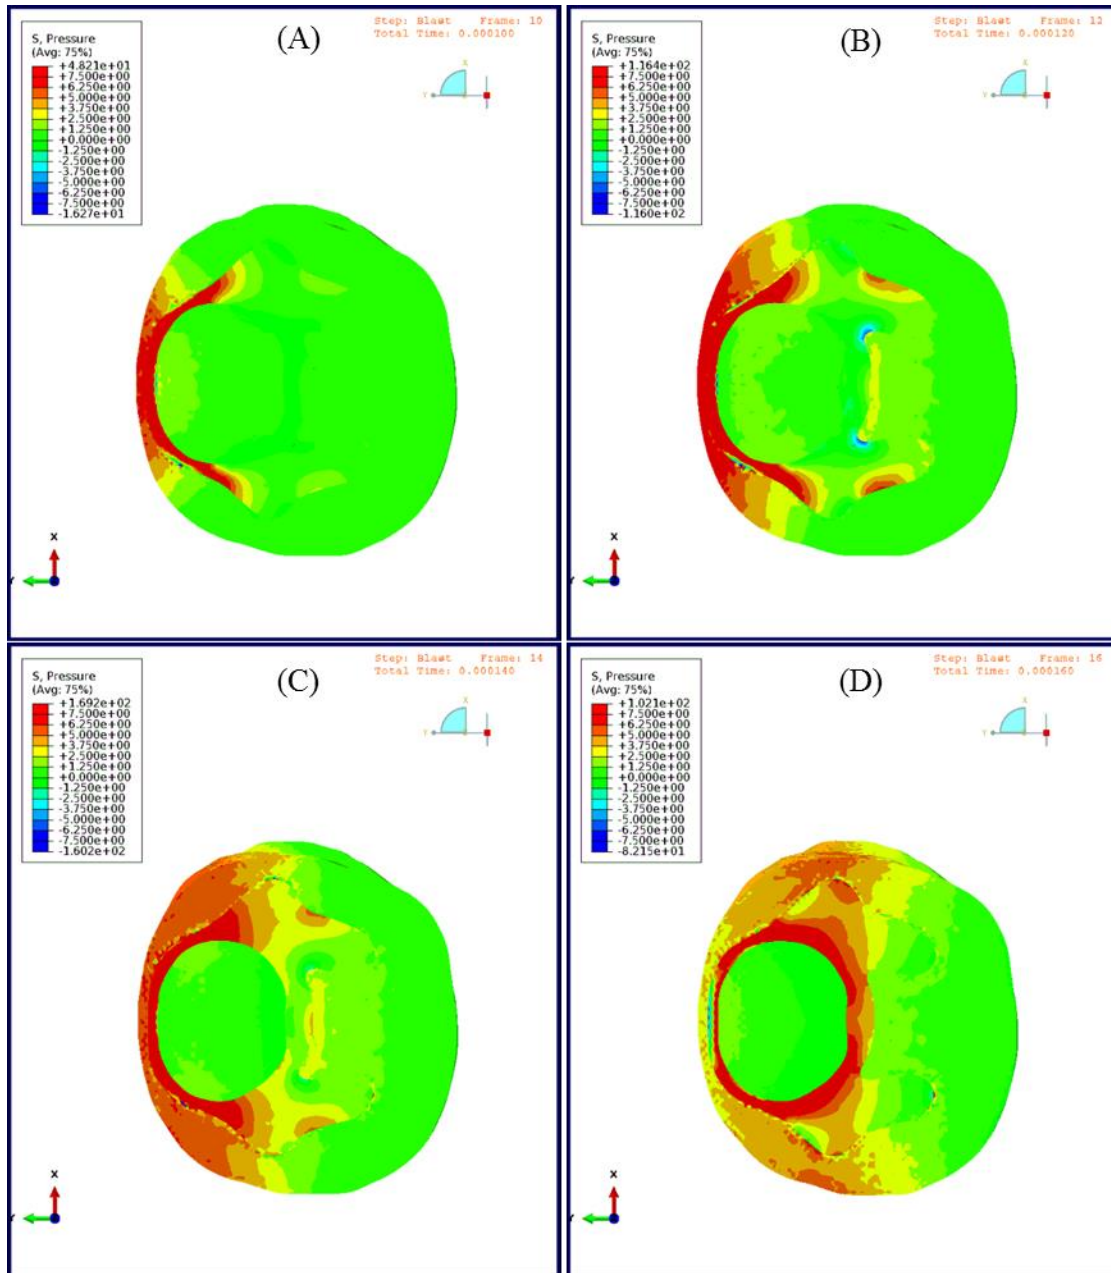 (A)
Step: Blast Frame: 10
Total Time: 0.000100
S, Pressure
(Avg: 75%)
+4.821e+01
+7.500e+00
+6.250e+00
+5.000e+00
+3.750e+00
+2.500e+00
+1.250e+00
+0.000e+00
-1.250e+00
-2.500e+00
-3.750e+00
-5.000e+00
-6.250e+00
-7.500e+00
-1.627e+01
X
Y
X
Y
(B)
Step: Blast Frame: 12
Total Time: 0.000120
S, Pressure
(Avg: 75%)
+1.164e+02
+7.500e+00
+6.250e+00
+5.000e+00
+3.750e+00
+2.500e+00
+1.250e+00
+0.000e+00
-1.250e+00
-2.500e+00
-3.750e+00
-5.000e+00
-6.250e+00
-7.500e+00
-1.160e+02
X
Y
X
Y
(C)
Step: Blast Frame: 14
Total Time: 0.000140
S, Pressure
(Avg: 75%)
+1.692e+02
+7.500e+00
+6.250e+00
+5.000e+00
+3.750e+00
+2.500e+00
+1.250e+00
+0.000e+00
-1.250e+00
-2.500e+00
-3.750e+00
-5.000e+00
-6.250e+00
-7.500e+00
-1.602e+02
X
Y
X
Y
(D)
Step: Blast Frame: 16
Total Time: 0.000160
S, Pressure
(Avg: 75%)
+1.021e+02
+7.500e+00
+6.250e+00
+5.000e+00
+3.750e+00
+2.500e+00
+1.250e+00
+0.000e+00
-1.250e+00
-2.500e+00
-3.750e+00
-5.000e+00
-6.250e+00
-7.500e+00
-8.215e+01
X
Y
X
Y